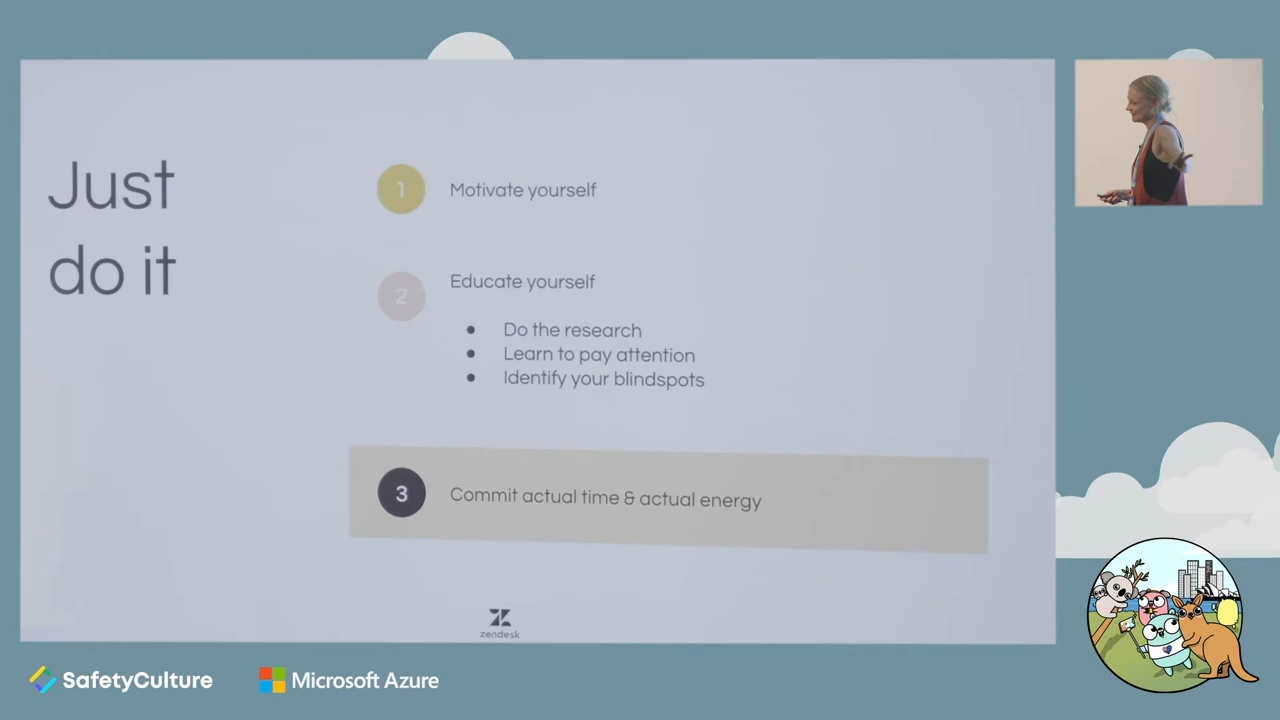 Just
do it
1
Motivate yourself
2
Educate yourself
● Do the research
● Learn to pay attention
● Identify your blindspots
3
Commit actual time & actual energy
zendesk
SafetyCulture
Microsoft Azure